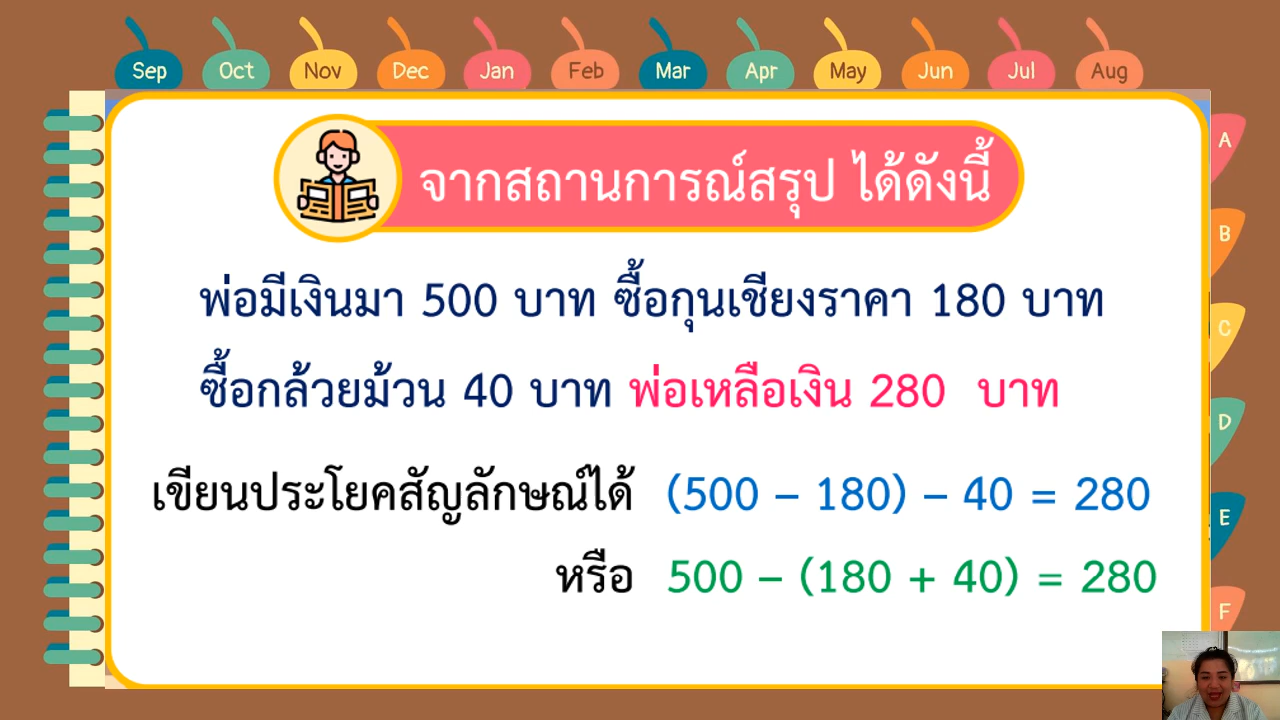 Sep Oct Nov Dec Jan Feb Mar Apr May Jun Jul Aug
จากสถานการณ์สรุป ได้ดังนี้
พ่อมีเงินมา 500 บาท ซื้อกุนเชียงราคา 180 บาท
ซื้อกล้วยม้วน 40 บาท พ่อเหลือเงิน 280 บาท
เขียนประโยคสัญลักษณ์ได้ (500 – 180) – 40 = 280
หรือ 500 – (180 + 40) = 280
A
B
C
D
E
F